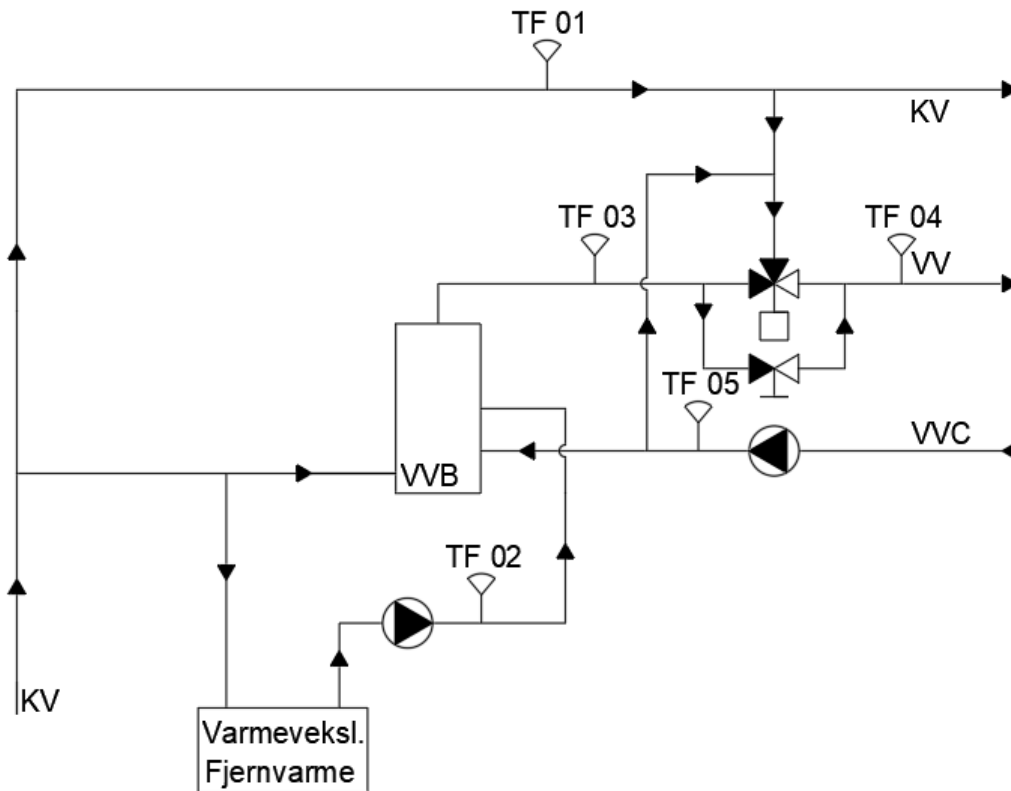 TF 01
KV
TF 03
TF 04
VV
TF 05
VVC
VVB
TF 02
KV
Varmeveksl.
Fjernvarme